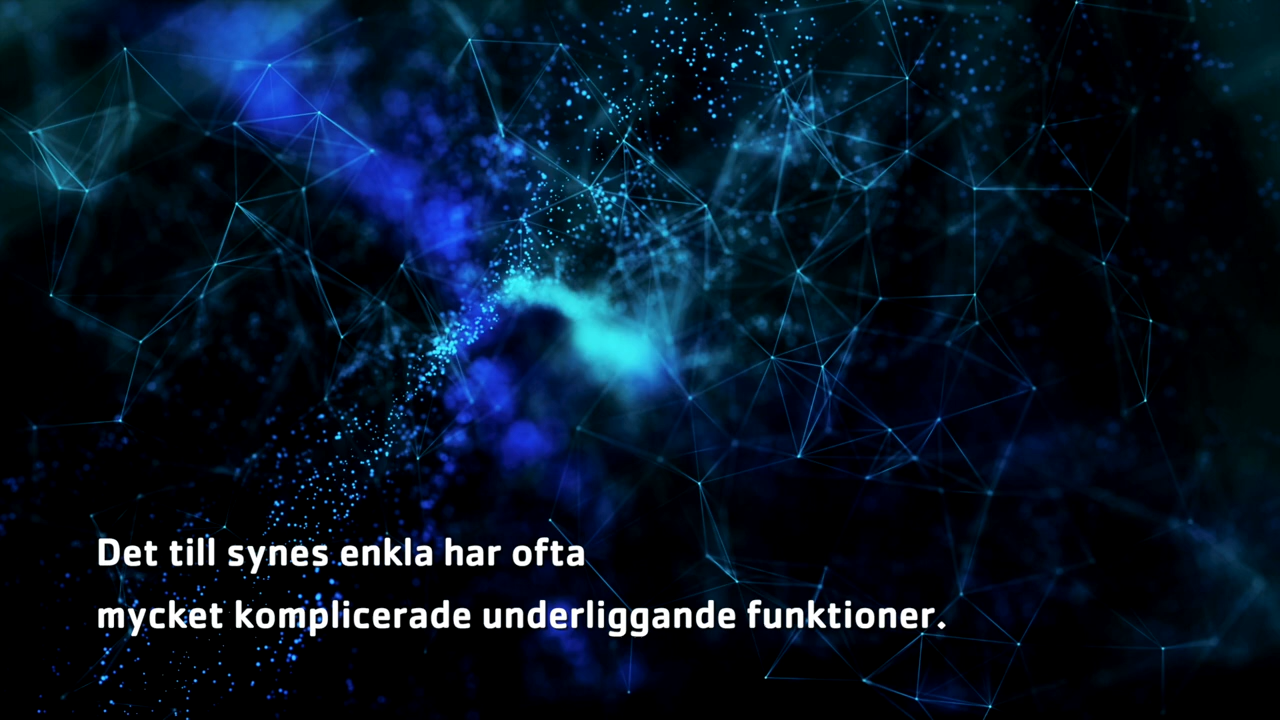 Det till synes enkla har ofta
mycket komplicerade underliggande funktioner.